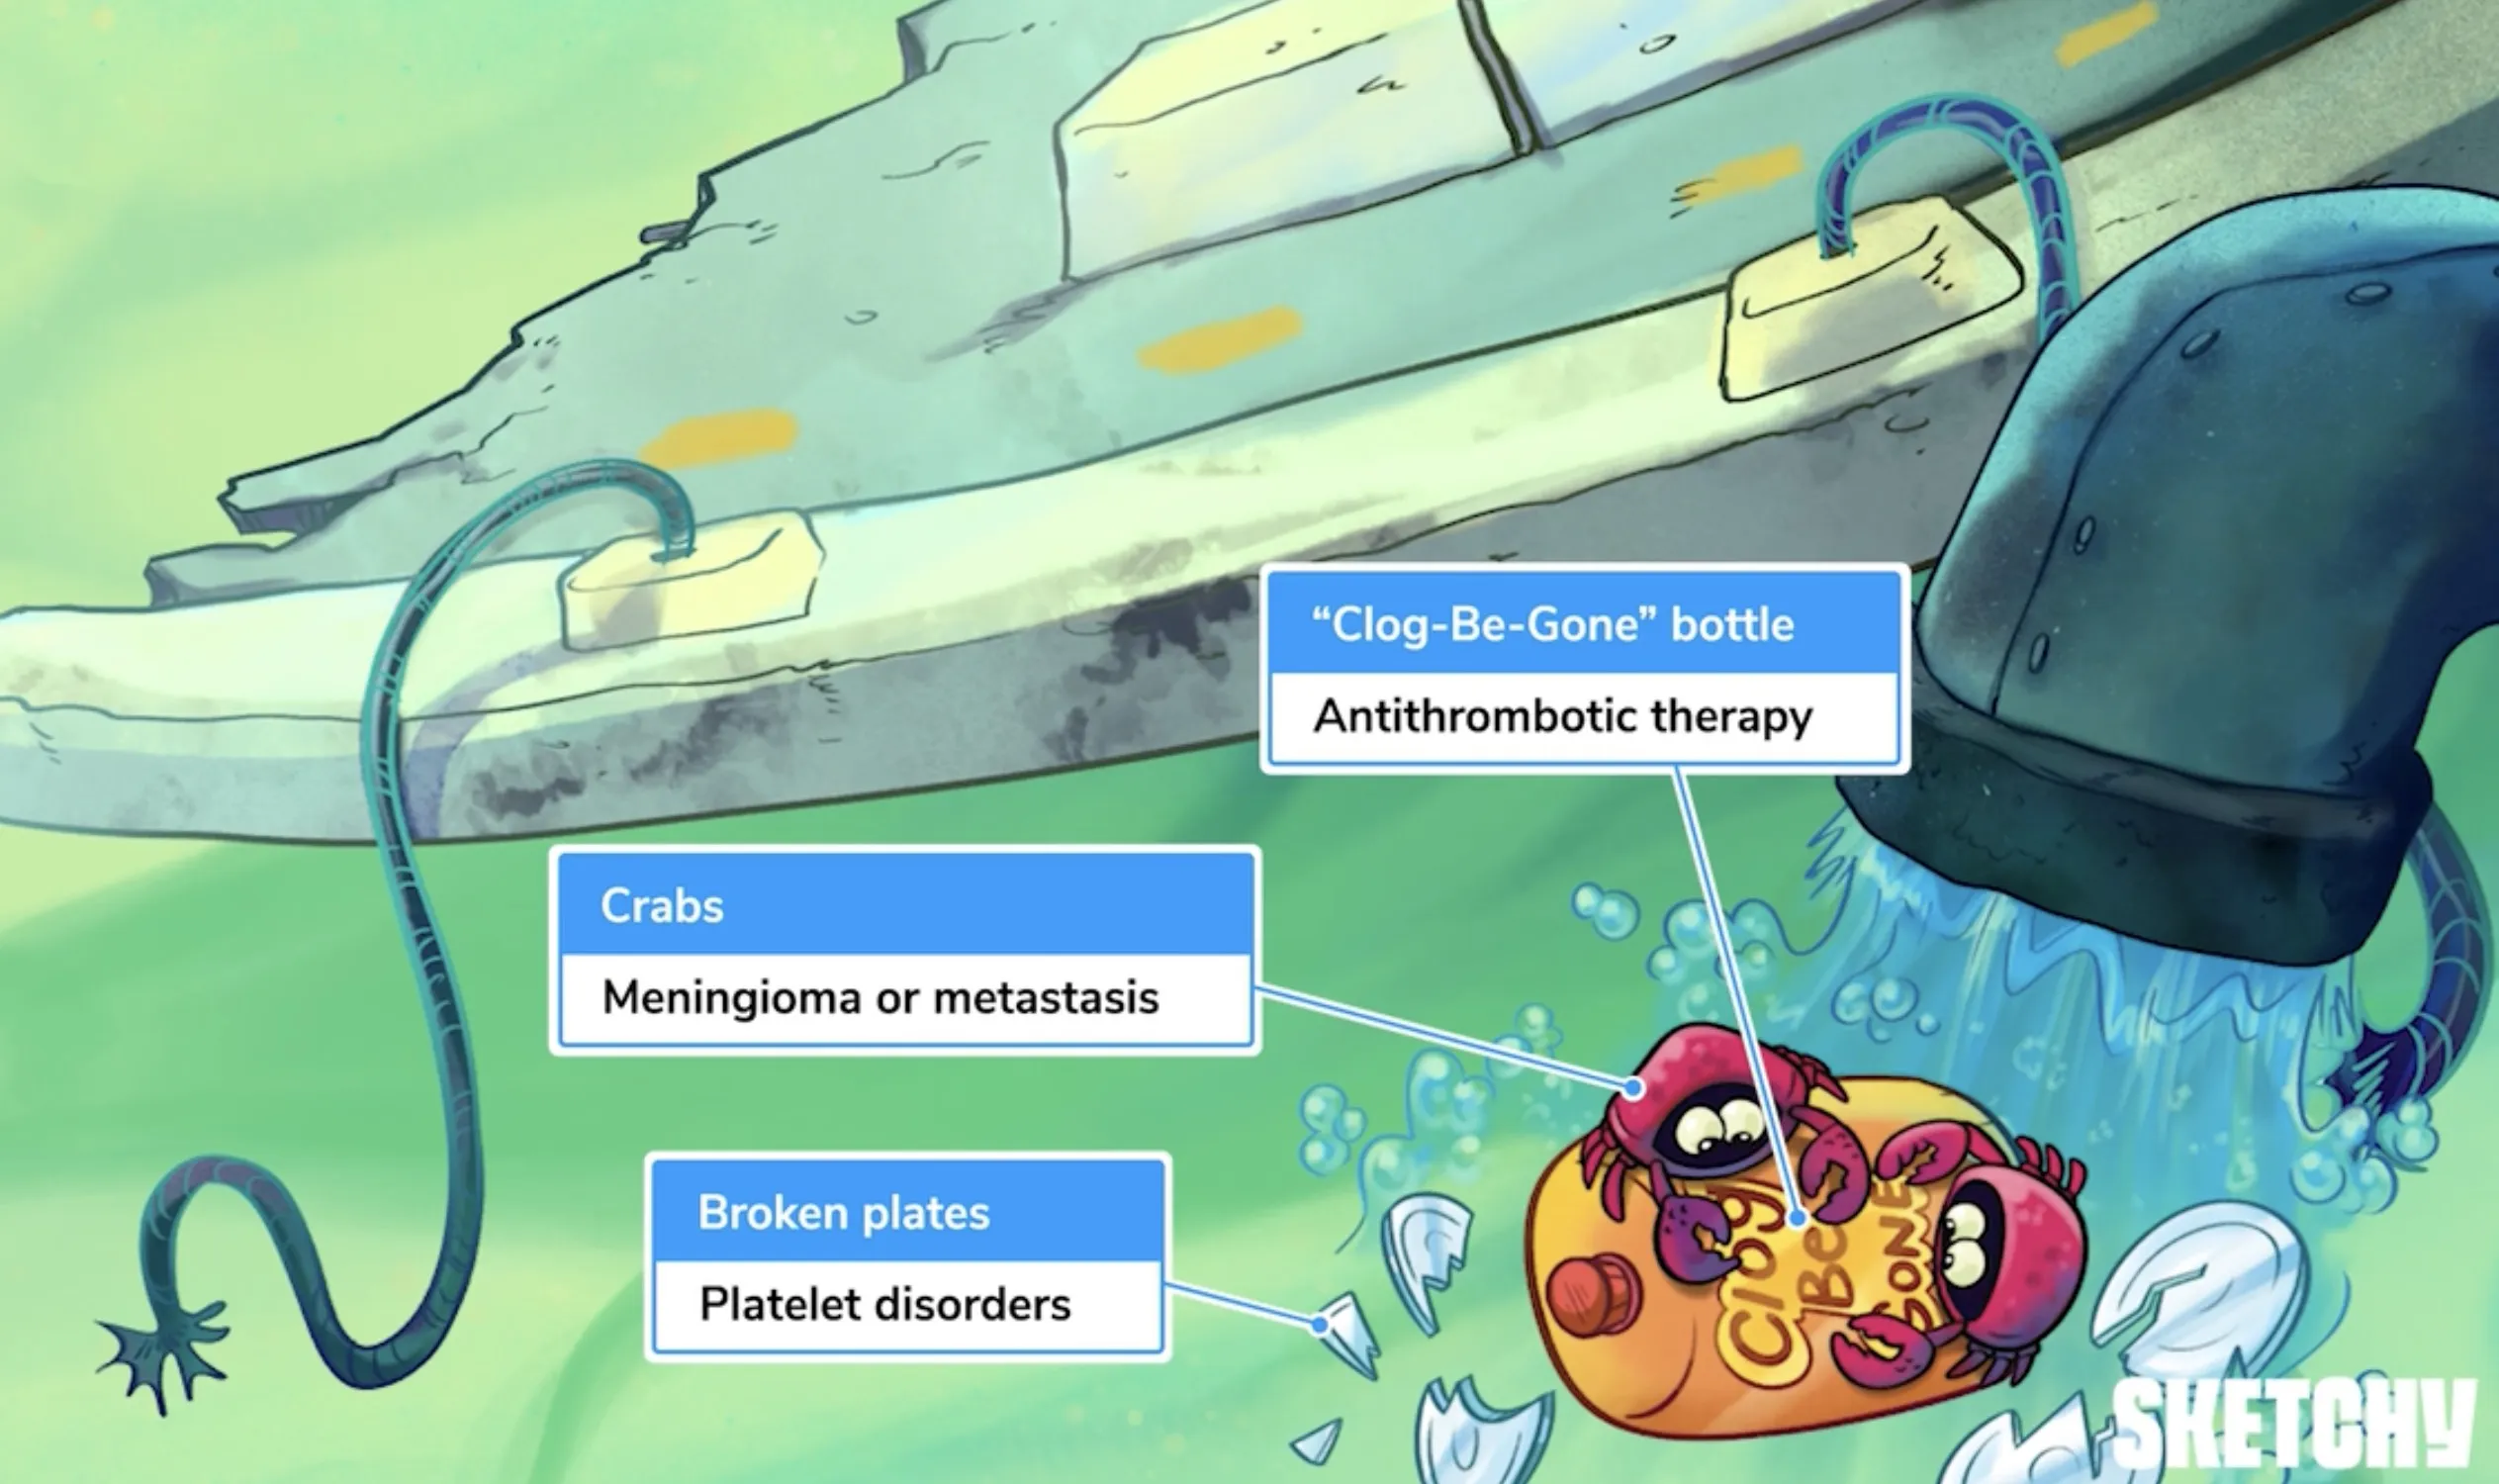 “Clog-Be-Gone” bottle
Antithrombotic therapy
Crabs
Meningioma or metastasis
Broken plates
Platelet disorders
Clog
Be
GONE
SKETCHY